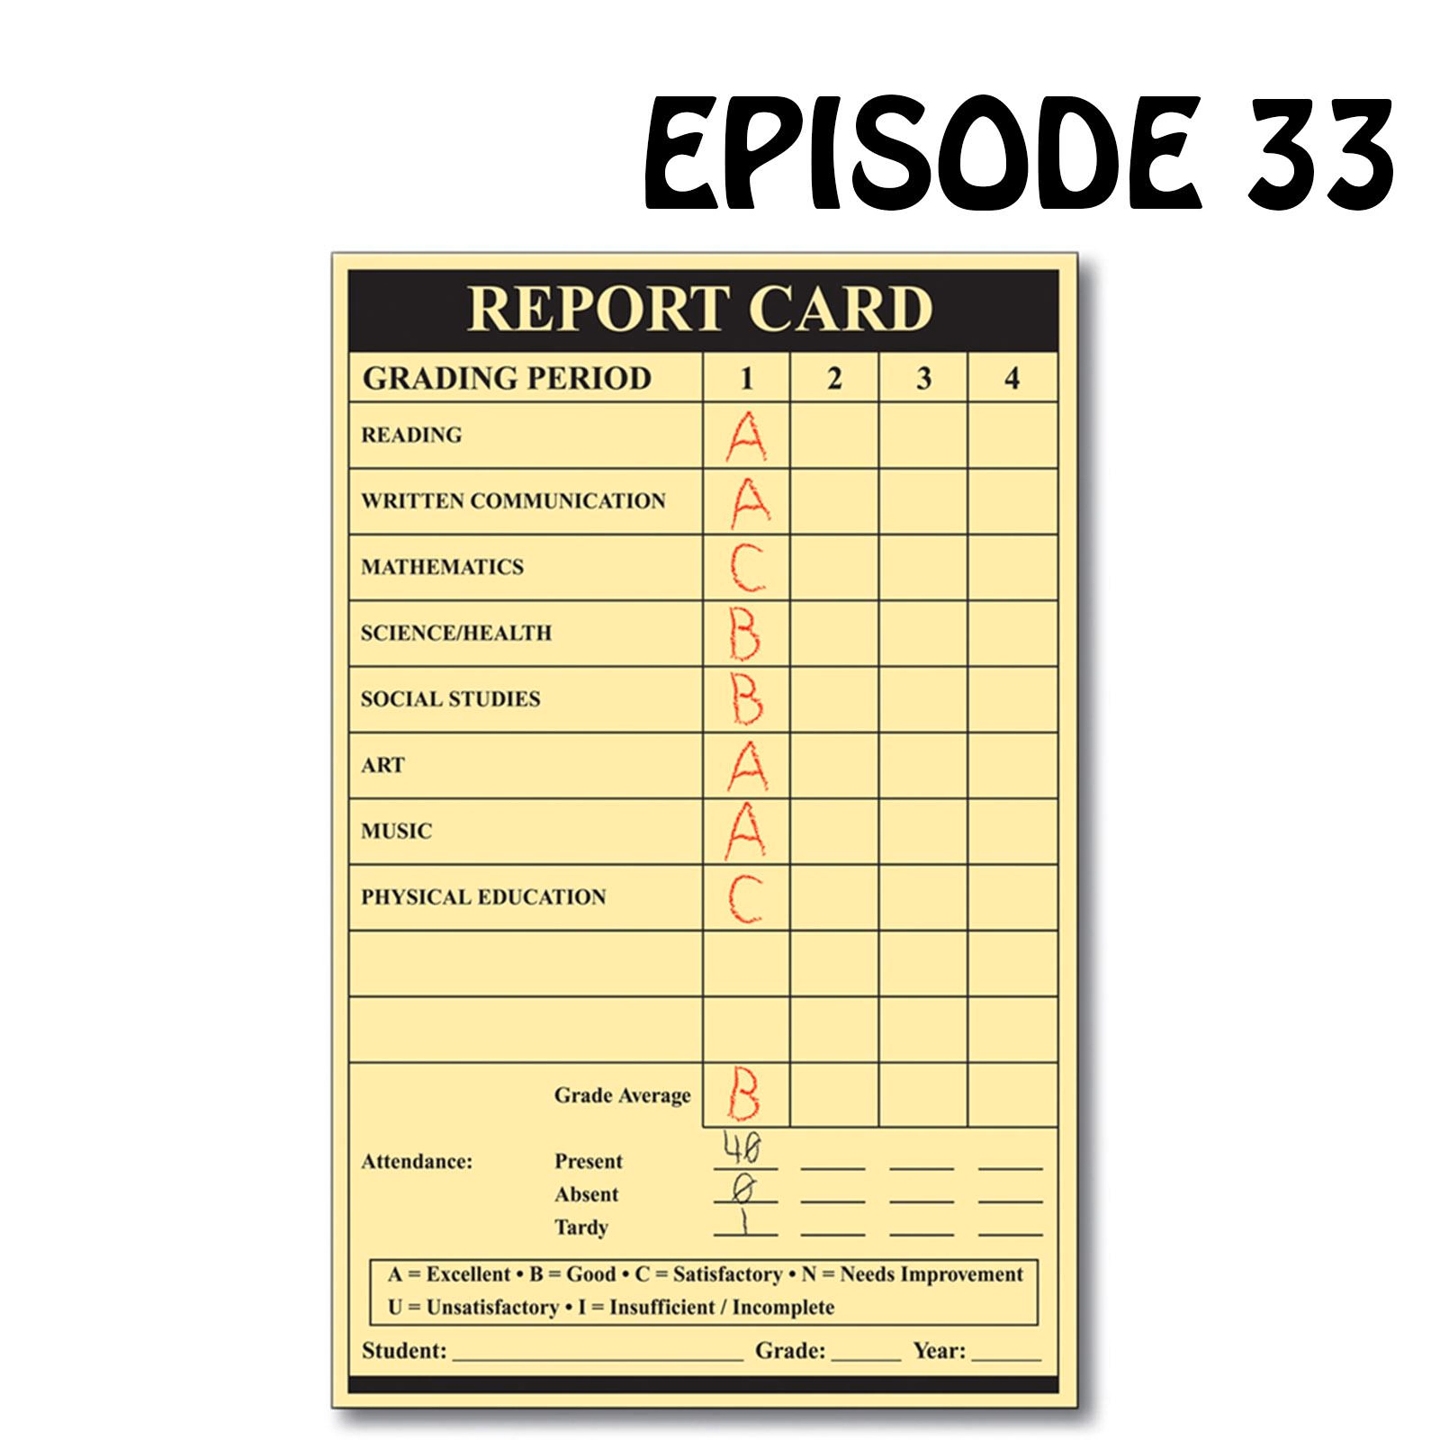 EPISODE 33
REPORT CARD
GRADING PERIOD 1 2 3 4
READING A
WRITTEN COMMUNICATION A
MATHEMATICS C
SCIENCE/HEALTH B
SOCIAL STUDIES B
ART A
MUSIC A
PHYSICAL EDUCATION C
Grade Average B
Attendance: Present 40
Absent 0
Tardy 1
A = Excellent • B = Good • C = Satisfactory • N = Needs Improvement
U = Unsatisfactory • I = Insufficient / Incomplete
Student: Grade: Year: